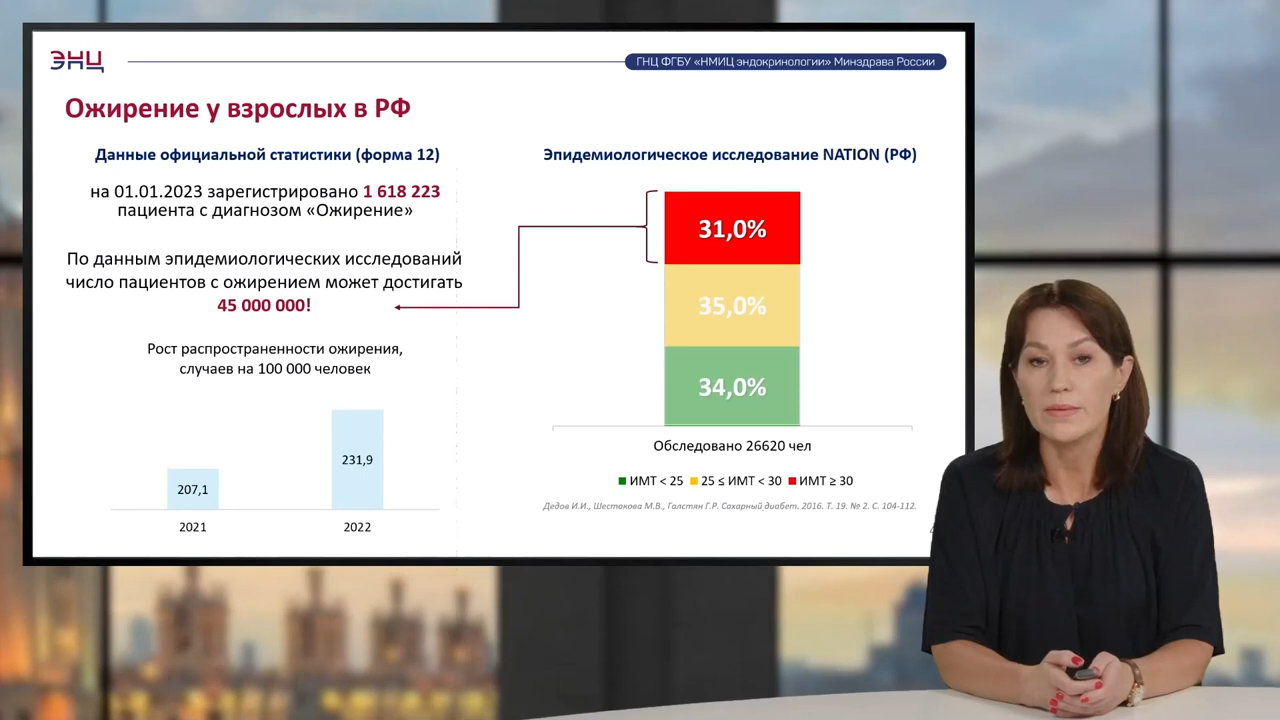 ЭНЦ
ГНЦ ФГБУ «НМИЦ эндокринологии» Минздрава России
Ожирение у взрослых в РФ
Данные официальной статистики (форма 12)
на 01.01.2023 зарегистрировано 1 618 223
пациента с диагнозом «Ожирение»
По данным эпидемиологических исследований
число пациентов с ожирением может достигать
45 000 000!
Рост распространенности ожирения,
случаев на 100 000 человек
207,1
231,9
2021
2022
Эпидемиологическое исследование NATION (РФ)
31,0%
35,0%
34,0%
Обследовано 26620 чел
ИМТ < 25 25 ≤ ИМТ < 30 ИМТ ≥ 30
Дедов И.И., Шестакова М.В., Галстян Г.Р. Сахарный диабет. 2016. Т. 19. № 2. С. 104-112.